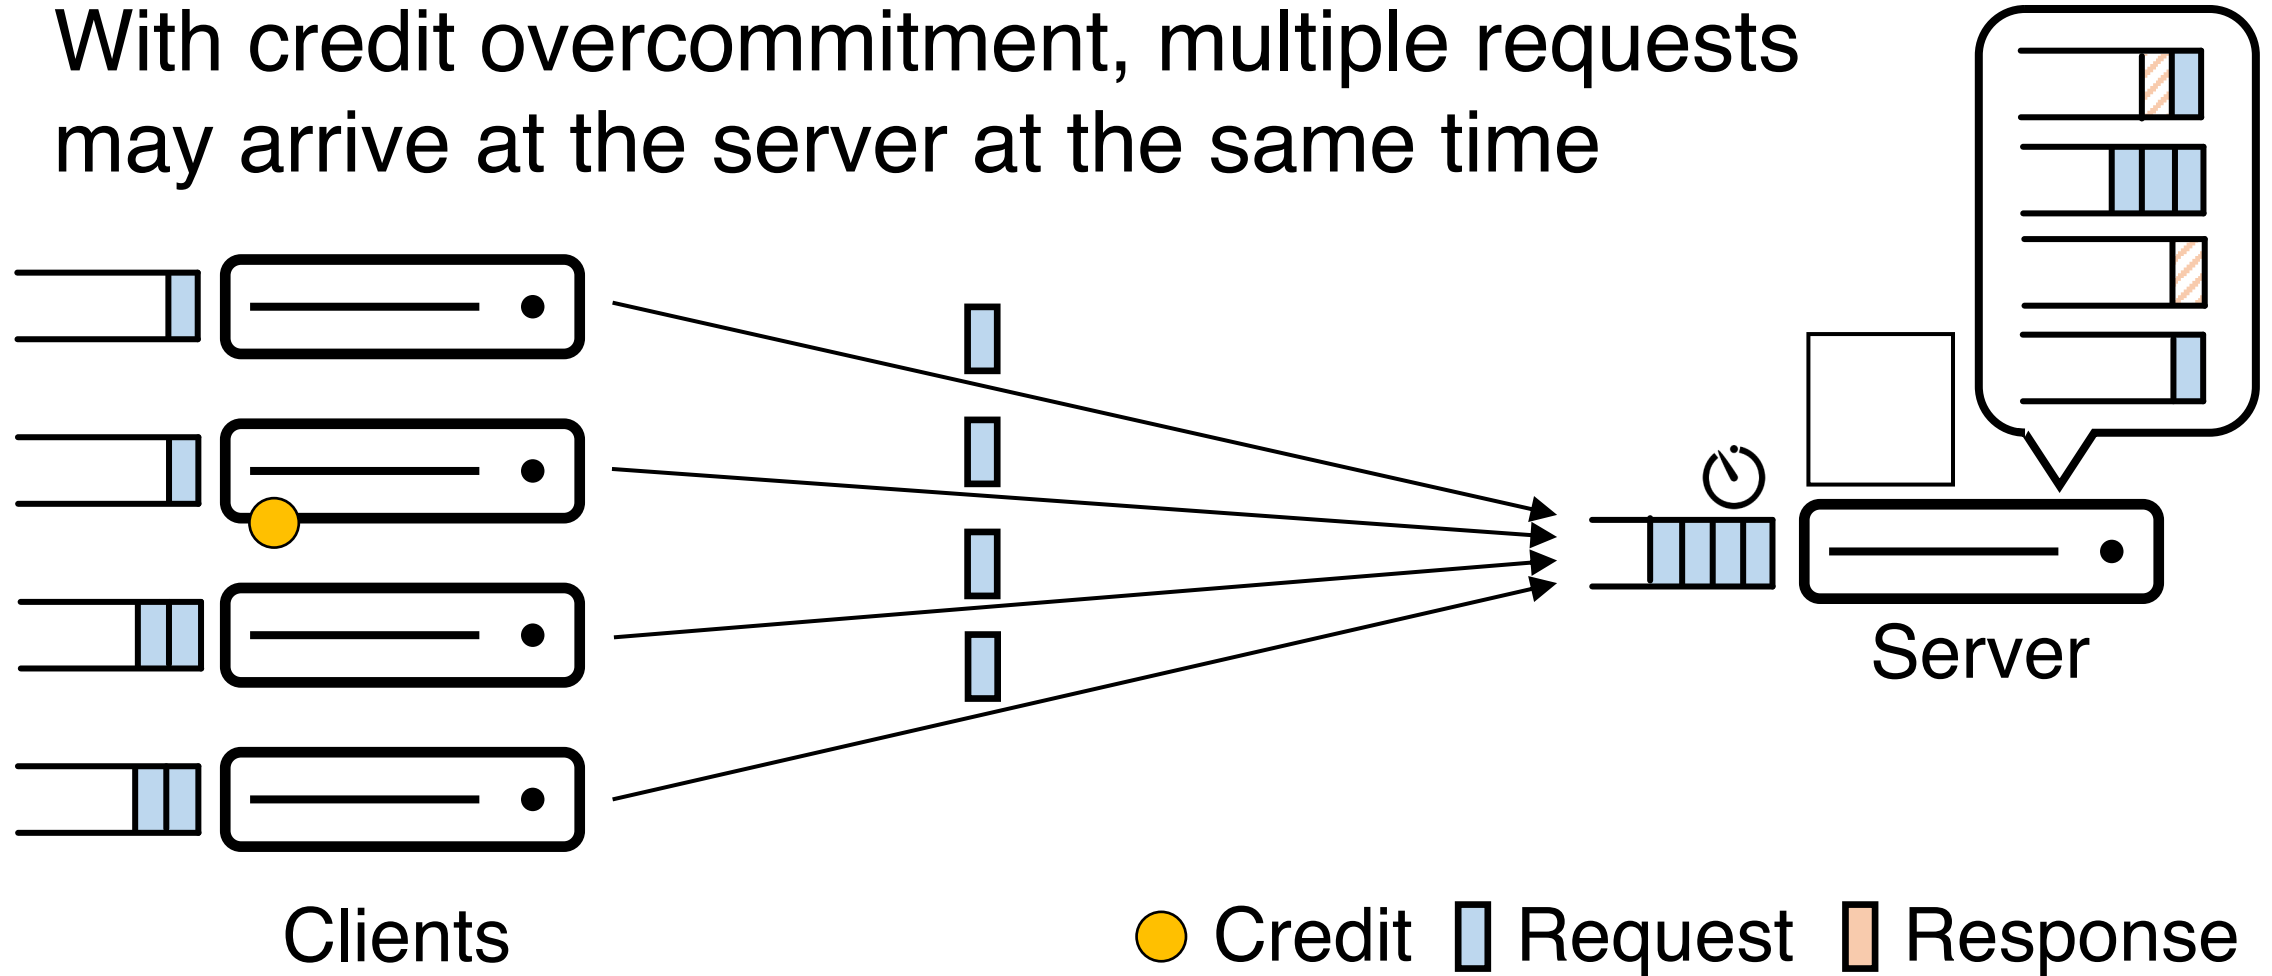 With credit overcommitment, multiple requests
may arrive at the server at the same time
Server
Clients
Credit Request Response